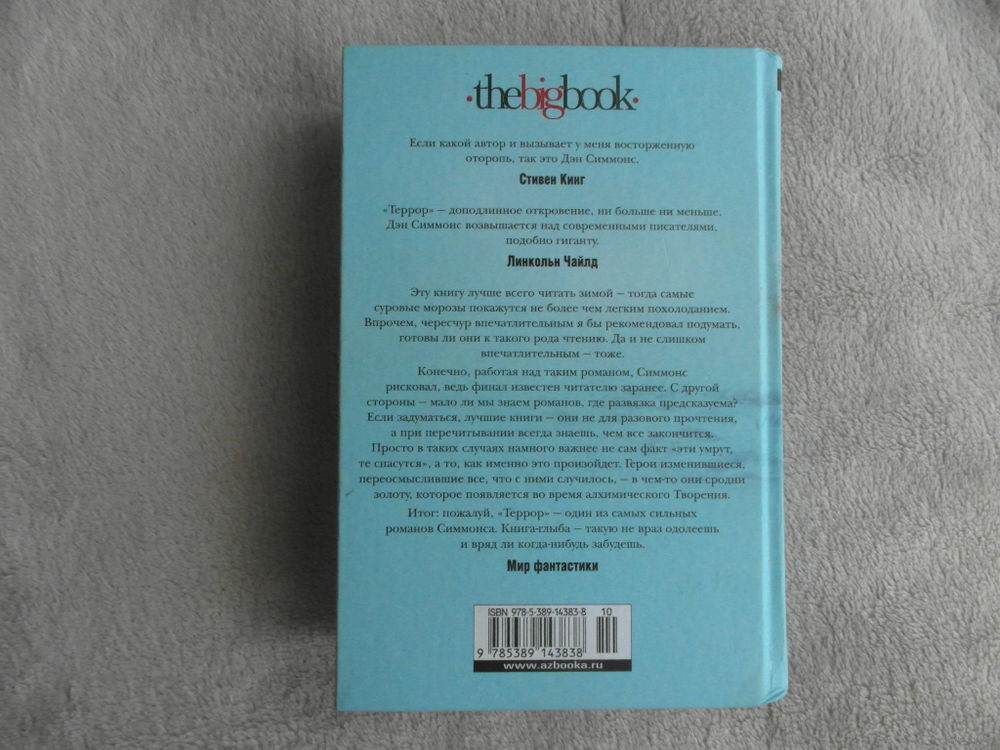 ·thebigbook·
Если какой автор и вызывает у меня восторженную
оторопь, так это Дэн Симмонс.
Стивен Кинг
«Террор» — доподлинное откровение, ни больше ни меньше.
Дэн Симмонс возвышается над современными писателями,
подобно гиганту.
Линкольн Чайлд
Эту книгу лучше всего читать зимой — тогда самые
суровые морозы покажутся не более чем легким похолоданием.
Впрочем, чересчур впечатлительным я бы рекомендовал подумать,
готовы ли они к такого рода чтению. Да и не слишком
впечатлительным — тоже.
Конечно, работая над таким романом, Симмонс
рисковал, ведь финал известен читателю заранее. С другой
стороны — мало ли мы знаем романов, где развязка предсказуема?
Если задуматься, лучшие книги — они не для разового прочтения,
а при перечитывании всегда знаешь, чем все закончится.
Просто в таких случаях намного важнее не сам факт «эти умрут,
те спасутся», а то, как именно это произойдет. Герои изменившиеся,
переосмыслившие все, что с ними случилось, — в чем-то они сродни
золоту, которое появляется во время алхимического Творения.
Итог: пожалуй, «Террор» — один из самых сильных
романов Симмонса. Книга-глыба — такую не враз одолеешь
и вряд ли когда-нибудь забудешь.
Мир фантастики
ISBN 978-5-389-14383-8 10
9 785389 143838
www.azbooka.ru